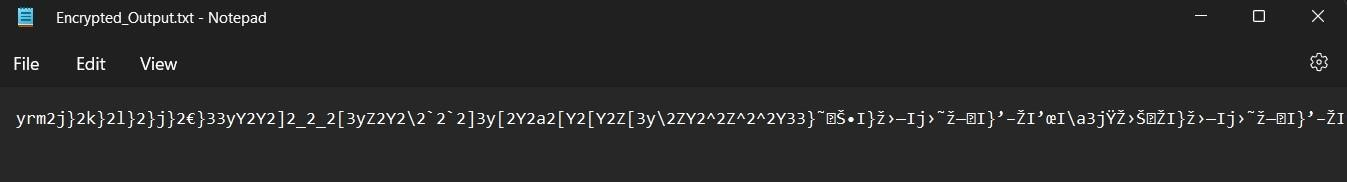 Encrypted_Output.txt - Notepad
File Edit View
yrm2j}2k}2l}2}j}2€}33yY2Y2]2_2_2[3yZ2Y2\2`2`2]3y[2Y2a2[Y2[Y2Z[3y\2ZY2^2Z^2^2Y33}˜⍰Š•I}ž›—Ij›˜ž—⍰I}’–ŽI’œI\a3jŸŽ›Š⍰ŽI}ž›—Ij›˜ž—⍰I}’–ŽI